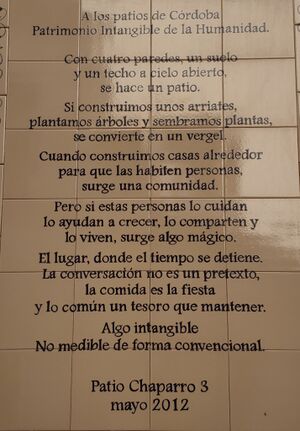 A los patios de Córdoba
Patrimonio Intangible de la Humanidad.
Con cuatro paredes, un suelo
y un techo a cielo abierto,
se hace un patio.
Si construimos unos arriates,
plantamos árboles y sembramos plantas,
se convierte en un vergel.
Cuando construimos casas alrededor
para que las habiten personas,
surge una comunidad.
Pero si estas personas lo cuidan
lo ayudan a crecer, lo comparten y
lo viven, surge algo mágico.
El lugar, donde el tiempo se detiene.
La conversación no es un pretexto,
la comida es la fiesta
y lo común un tesoro que mantener.
Algo intangible
No medible de forma convencional.
Patio Chaparro 3
mayo 2012